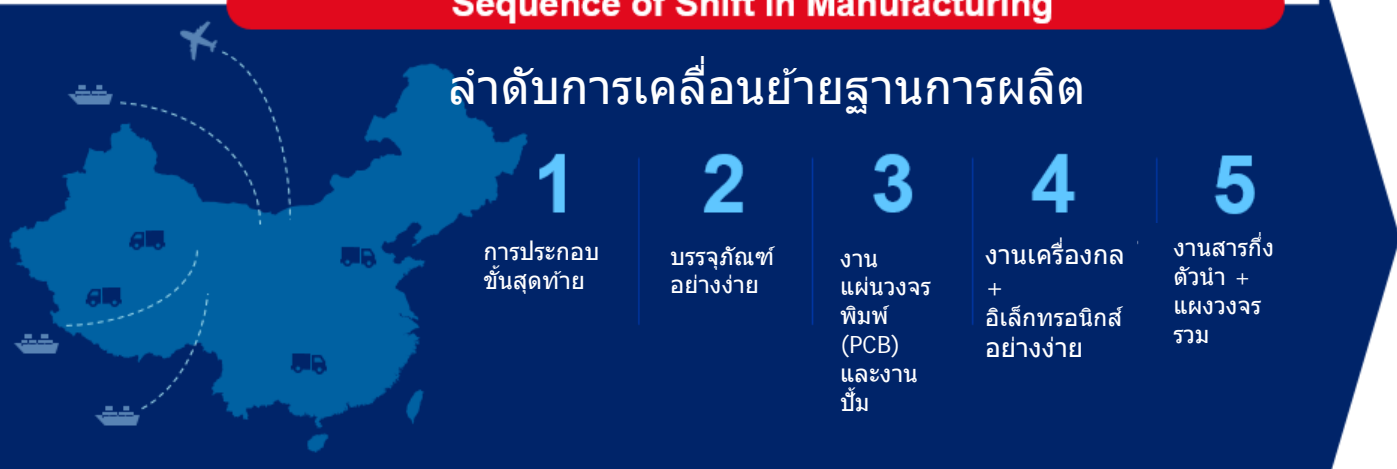 Sequence of Shift in Manufacturing
ลำดับการเคลื่อนย้ายฐานการผลิต
1
การประกอบ
ขั้นสุดท้าย
2
บรรจุภัณฑ์
อย่างง่าย
3
งาน
แผ่นวงจร
พิมพ์
(PCB)
และงาน
ปั้ม
4
งานเครื่องกล
+
อิเล็กทรอนิกส์
อย่างง่าย
5
งานสารกึ่ง
ตัวนำ +
แผงวงจร
รวม